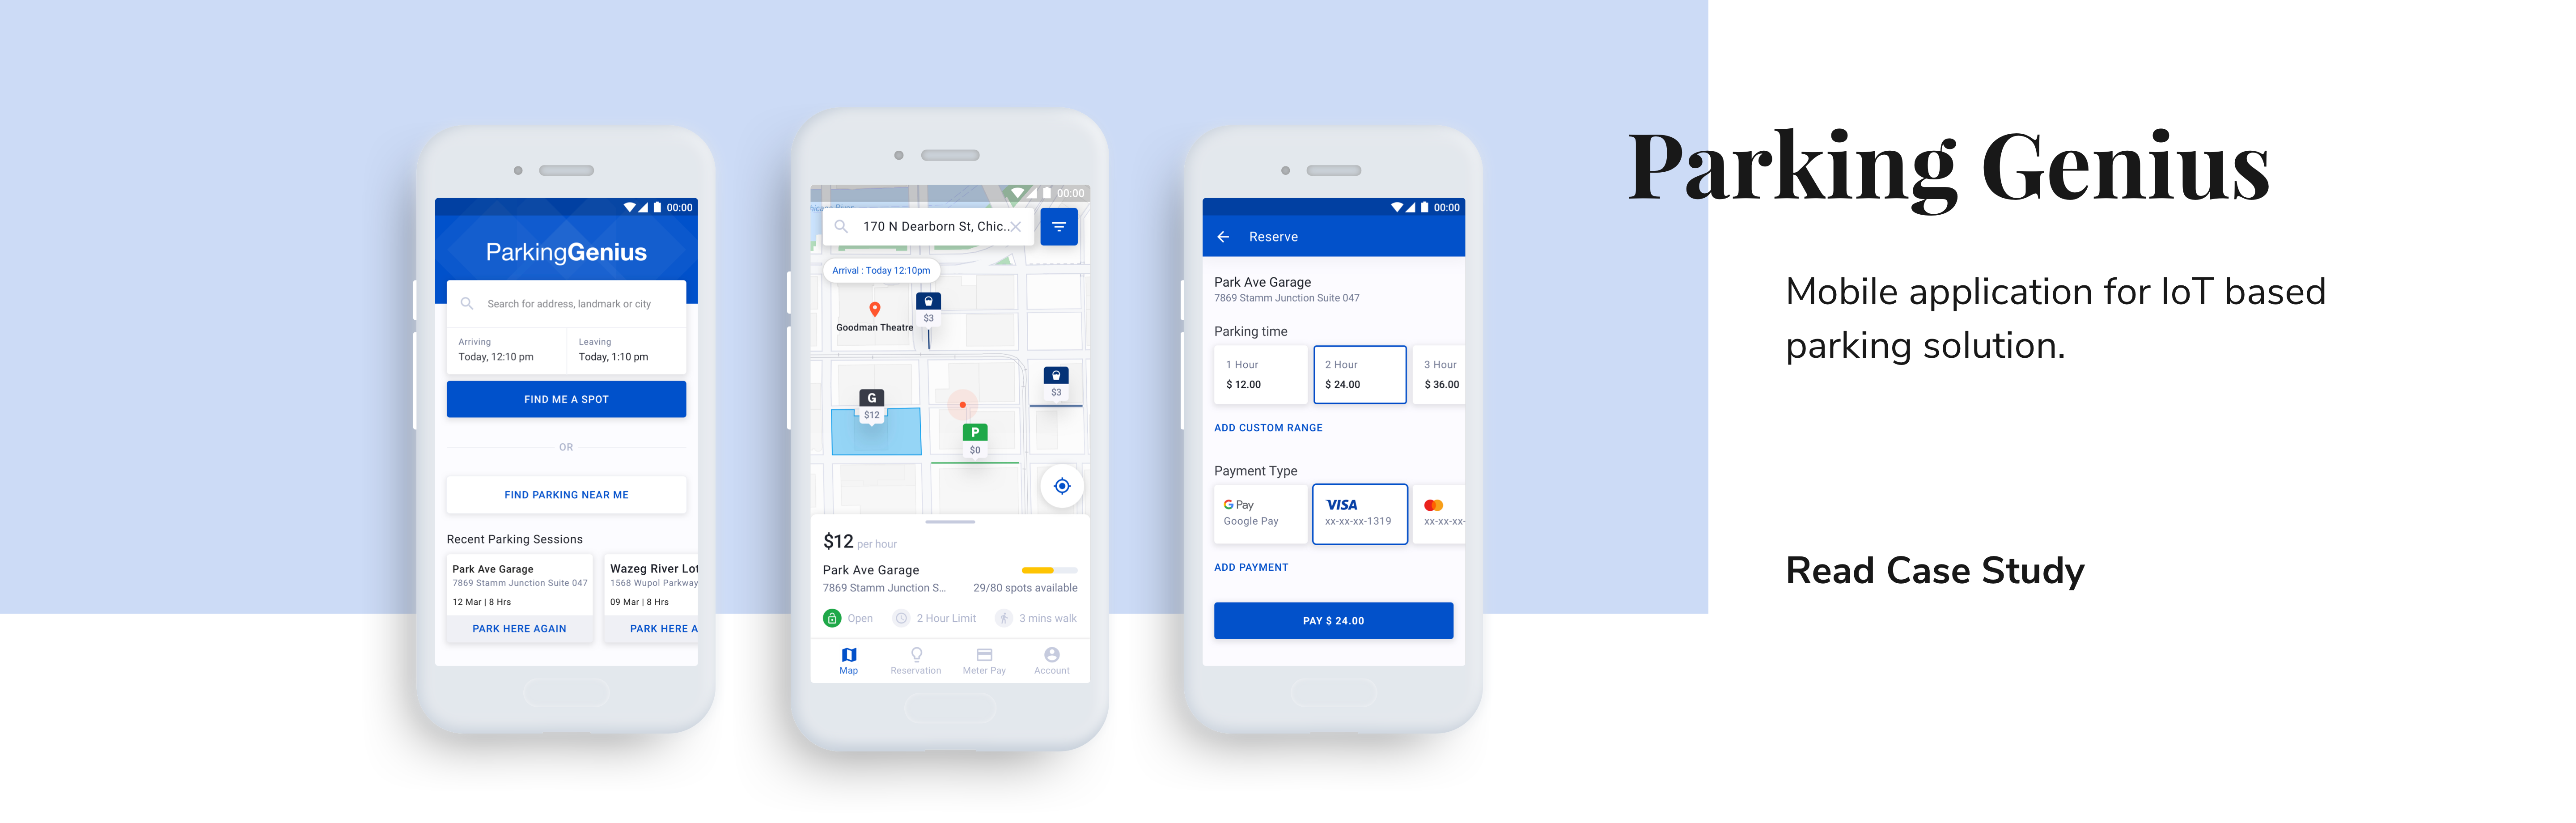 00:00
ParkingGenius
Search for address, landmark or city
Arriving
Today, 12:10 pm
Leaving
Today, 1:10 pm
FIND ME A SPOT
OR
FIND PARKING NEAR ME
Recent Parking Sessions
Park Ave Garage
7869 Stamm Junction Suite 047
12 Mar | 8 Hrs
PARK HERE AGAIN
Wazeg River Lot
1568 Wupol Parkway
09 Mar | 8 Hrs
PARK HERE A
00:00
170 N Dearborn St, Chic..
Arrival : Today 12:10pm
Goodman Theatre
$3
$3
G
$12
P
$0
$12 per hour
Park Ave Garage
7869 Stamm Junction S...
29/80 spots available
Open
2 Hour Limit
3 mins walk
Map
Reservation
Meter Pay
Account
00:00
Reserve
Park Ave Garage
7869 Stamm Junction Suite 047
Parking time
1 Hour
$ 12.00
2 Hour
$ 24.00
3 Hour
$ 36.00
ADD CUSTOM RANGE
Payment Type
G Pay
Google Pay
VISA
xx-xx-xx-1319
xx-xx-xx-
ADD PAYMENT
PAY $ 24.00
Parking Genius
Mobile application for IoT based
parking solution.
Read Case Study